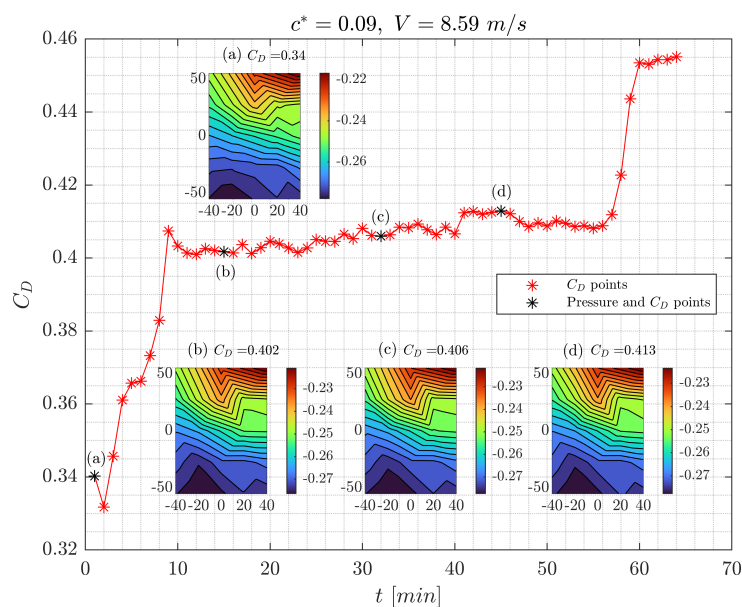 c* = 0.09, V = 8.59 m/s
0.46
0.44
0.42
0.4
0.38
0.36
0.34
0.32
C_D
0 10 20 30 40 50 60 70
t [min]
(a) C_D =0.34
50
0
-50
-40 -20 0 20 40
-0.22
-0.24
-0.26
(a)
(b)
(c)
(d)
C_D points
Pressure and C_D points
(b) C_D =0.402
50
0
-50
-40 -20 0 20 40
-0.23
-0.24
-0.25
-0.26
-0.27
(c) C_D =0.406
50
0
-50
-40 -20 0 20 40
-0.23
-0.24
-0.25
-0.26
-0.27
(d) C_D =0.413
50
0
-50
-40 -20 0 20 40
-0.23
-0.24
-0.25
-0.26
-0.27